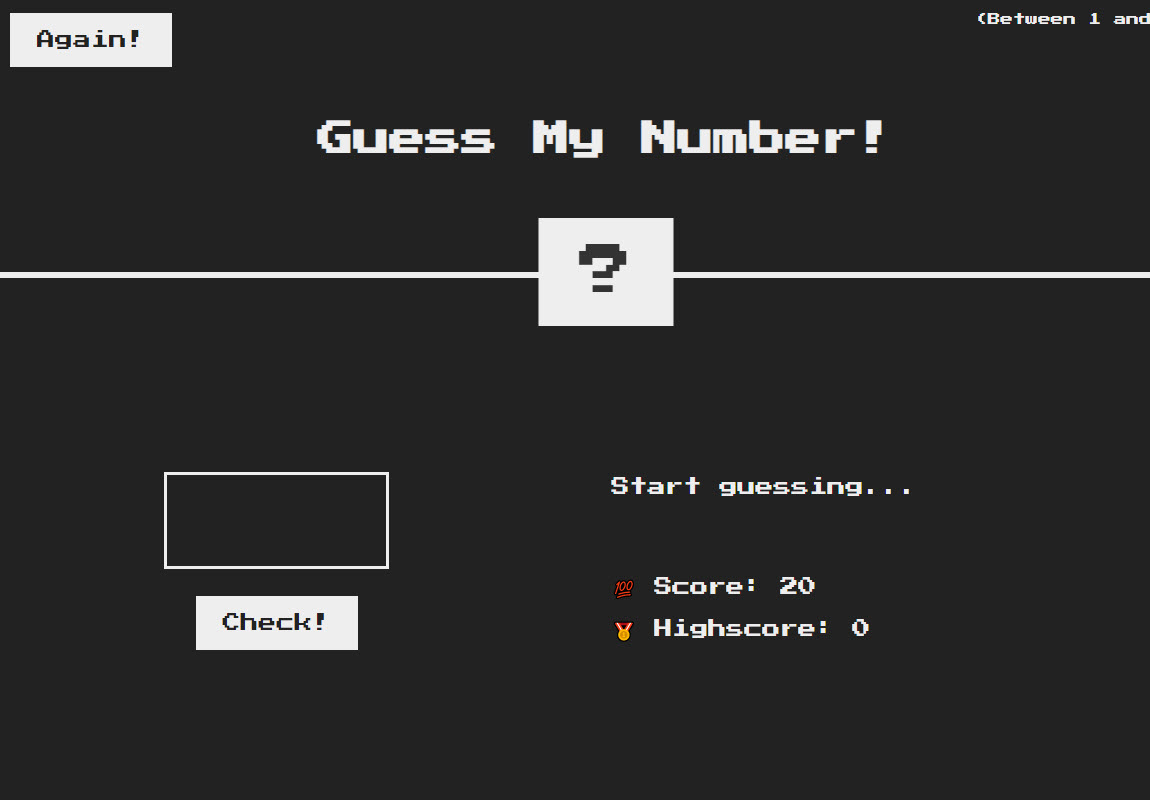 Again!
(Between 1 and
Guess My Number!
?
Start guessing...
💯 Score: 20
🥇 Highscore: 0
Check!